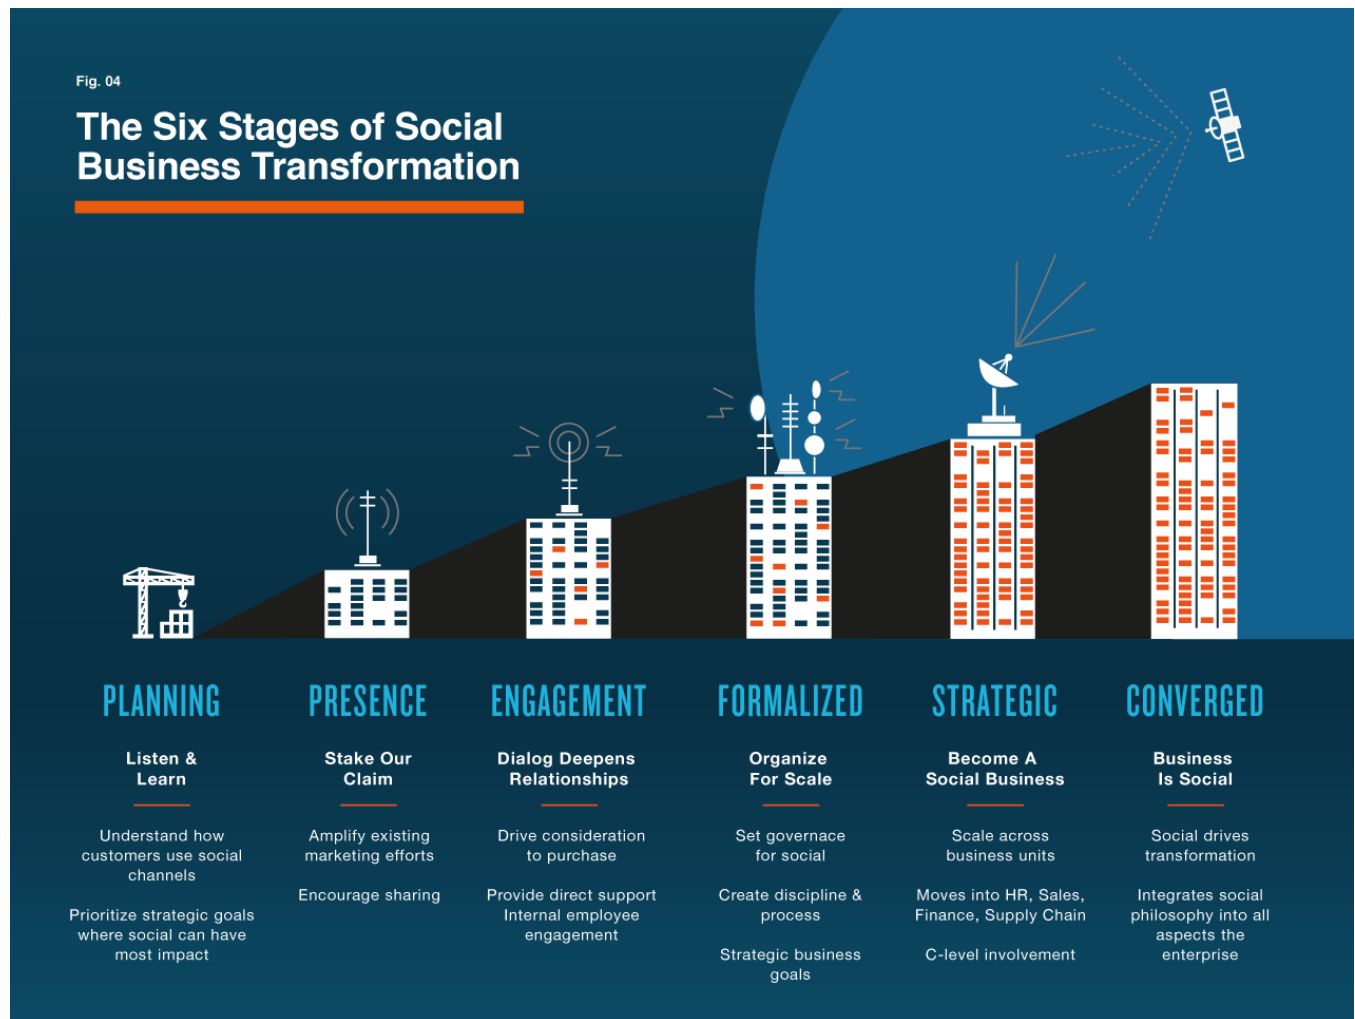 Fig. 04
The Six Stages of Social
Business Transformation
PLANNING
Listen &
Learn
Understand how
customers use social
channels
Prioritize strategic goals
where social can have
most impact
PRESENCE
Stake Our
Claim
Amplify existing
marketing efforts
Encourage sharing
ENGAGEMENT
Dialog Deepens
Relationships
Drive consideration
to purchase
Provide direct support
Internal employee
engagement
FORMALIZED
Organize
For Scale
Set governace
for social
Create discipline &
process
Strategic business
goals
STRATEGIC
Become A
Social Business
Scale across
business units
Moves into HR, Sales,
Finance, Supply Chain
C-level involvement
CONVERGED
Business
Is Social
Social drives
transformation
Integrates social
philosophy into all
aspects the
enterprise